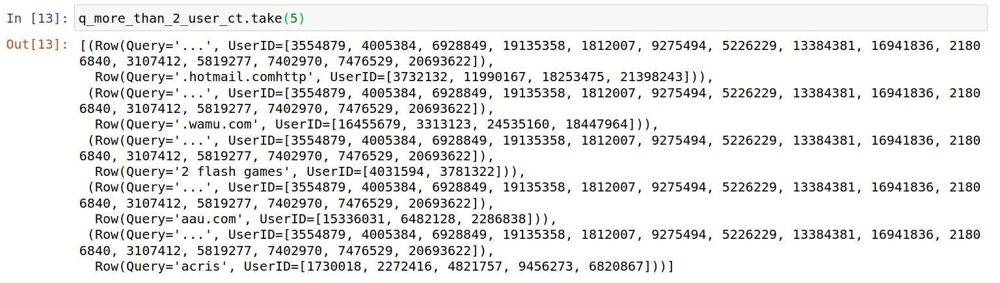 In [13]: q_more_than_2_user_ct.take(5)
Out[13]: [(Row(Query='...', UserID=[3554879, 4005384, 6928849, 19135358, 1812007, 9275494, 5226229, 13384381, 16941836, 2180
6840, 3107412, 5819277, 7402970, 7476529, 20693622]),
Row(Query='.hotmail.comhttp', UserID=[3732132, 11990167, 18253475, 21398243])),
(Row(Query='...', UserID=[3554879, 4005384, 6928849, 19135358, 1812007, 9275494, 5226229, 13384381, 16941836, 2180
6840, 3107412, 5819277, 7402970, 7476529, 20693622]),
Row(Query='.wamu.com', UserID=[16455679, 3313123, 24535160, 18447964])),
(Row(Query='...', UserID=[3554879, 4005384, 6928849, 19135358, 1812007, 9275494, 5226229, 13384381, 16941836, 2180
6840, 3107412, 5819277, 7402970, 7476529, 20693622]),
Row(Query='2 flash games', UserID=[4031594, 3781322])),
(Row(Query='...', UserID=[3554879, 4005384, 6928849, 19135358, 1812007, 9275494, 5226229, 13384381, 16941836, 2180
6840, 3107412, 5819277, 7402970, 7476529, 20693622]),
Row(Query='aau.com', UserID=[15336031, 6482128, 2286838])),
(Row(Query='...', UserID=[3554879, 4005384, 6928849, 19135358, 1812007, 9275494, 5226229, 13384381, 16941836, 2180
6840, 3107412, 5819277, 7402970, 7476529, 20693622]),
Row(Query='acris', UserID=[1730018, 2272416, 4821757, 9456273, 6820867]))]